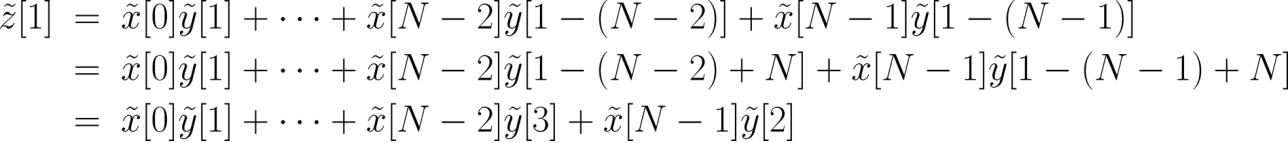 z̃[1] = x̃[0]ỹ[1] + ⋯ + x̃[N − 2]ỹ[1 − (N − 2)] + x̃[N − 1]ỹ[1 − (N − 1)]
= x̃[0]ỹ[1] + ⋯ + x̃[N − 2]ỹ[1 − (N − 2) + N] + x̃[N − 1]ỹ[1 − (N − 1) + N]
= x̃[0]ỹ[1] + ⋯ + x̃[N − 2]ỹ[3] + x̃[N − 1]ỹ[2]